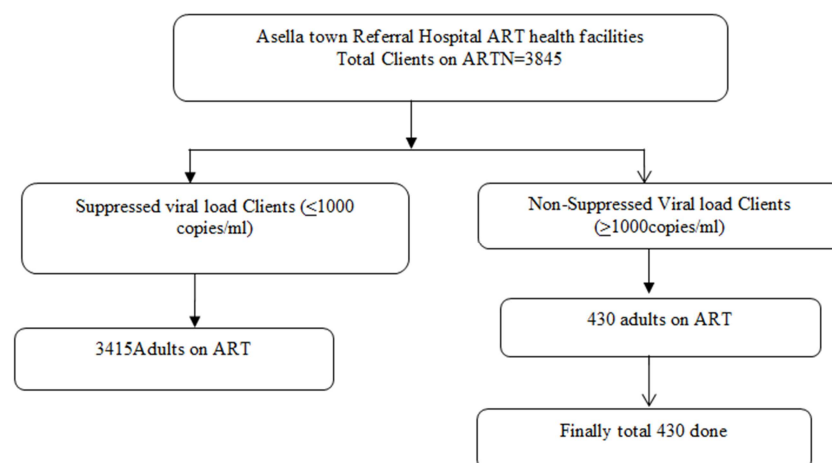 Asella town Referral Hospital ART health facilities
Total Clients on ARTN=3845
Suppressed viral load Clients (≤1000
copies/ml)
Non-Suppressed Viral load Clients
(≥1000copies/ml)
3415Adults on ART
430 adults on ART
Finally total 430 done